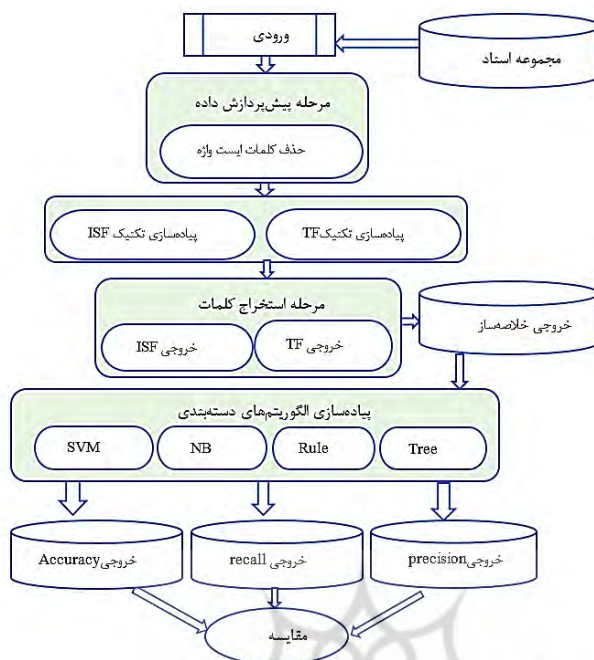 ورودی
مجموعه اسناد
مرحله پیش‌پردازش داده
حذف کلمات ایست واژه
پیاده‌سازی تکنیکTF
پیاده‌سازی تکنیک ISF
مرحله استخراج کلمات
خروجی TF
خروجی ISF
خروجی خلاصه‌ساز
پیاده‌سازی الگوریتم‌های دسته‌بندی
SVM
NB
Rule
Tree
خروجیAccuracy
خروجی recall
خروجیprecision
مقایسه